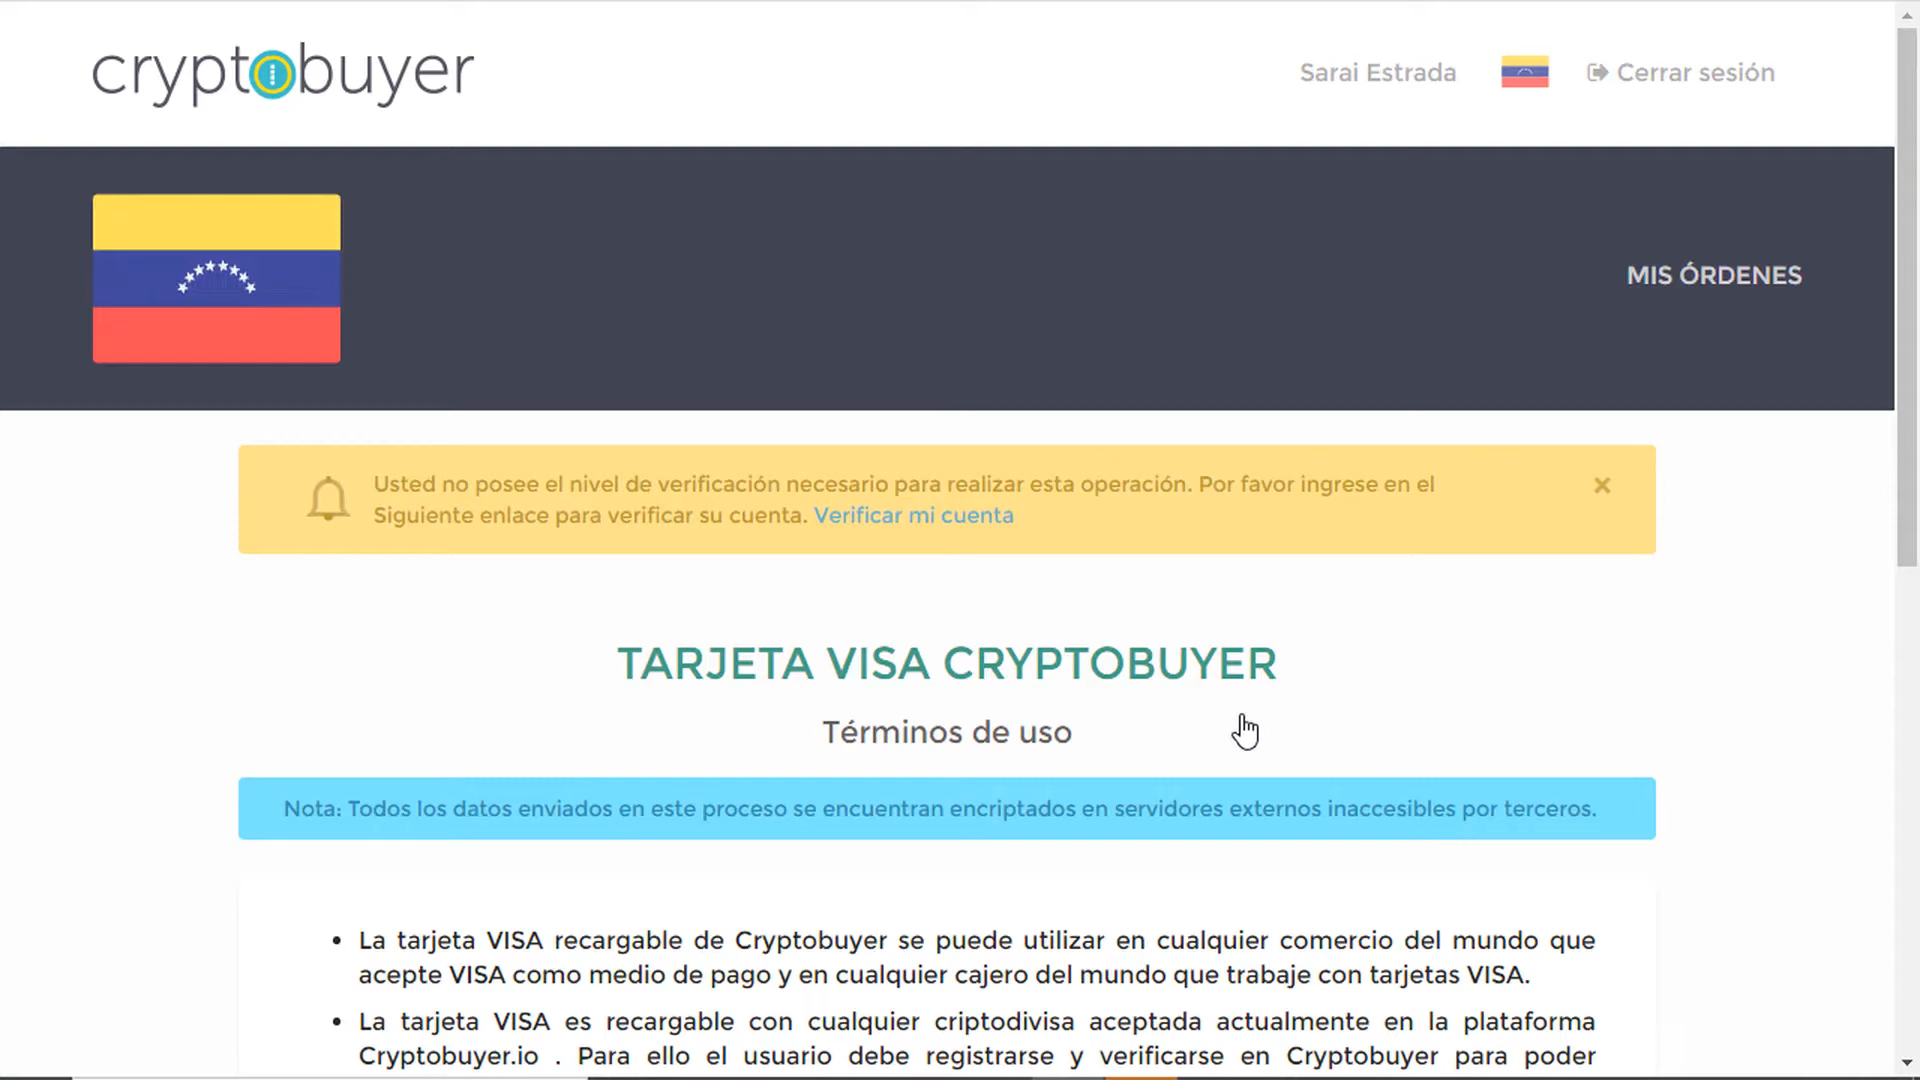 cryptobuyer
Sarai Estrada
Cerrar sesión
MIS ÓRDENES
Usted no posee el nivel de verificación necesario para realizar esta operación. Por favor ingrese en el
Siguiente enlace para verificar su cuenta. Verificar mi cuenta
×
TARJETA VISA CRYPTOBUYER
Términos de uso
Nota: Todos los datos enviados en este proceso se encuentran encriptados en servidores externos inaccesibles por terceros.
• La tarjeta VISA recargable de Cryptobuyer se puede utilizar en cualquier comercio del mundo que
acepte VISA como medio de pago y en cualquier cajero del mundo que trabaje con tarjetas VISA.
• La tarjeta VISA es recargable con cualquier criptodivisa aceptada actualmente en la plataforma
Cryptobuyer.io . Para ello el usuario debe registrarse y verificarse en Cryptobuyer para poder